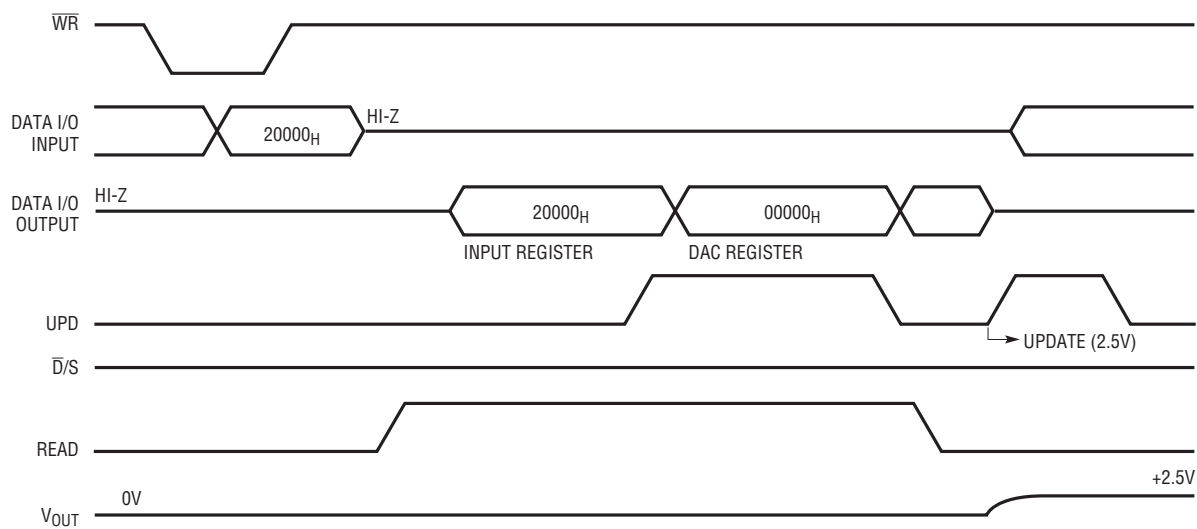 W̅R̅
DATA I/O
INPUT
20000H
HI-Z
DATA I/O
OUTPUT
HI-Z
20000H
00000H
INPUT REGISTER
DAC REGISTER
UPD
UPDATE (2.5V)
D̅/S
READ
VOUT
0V
+2.5V